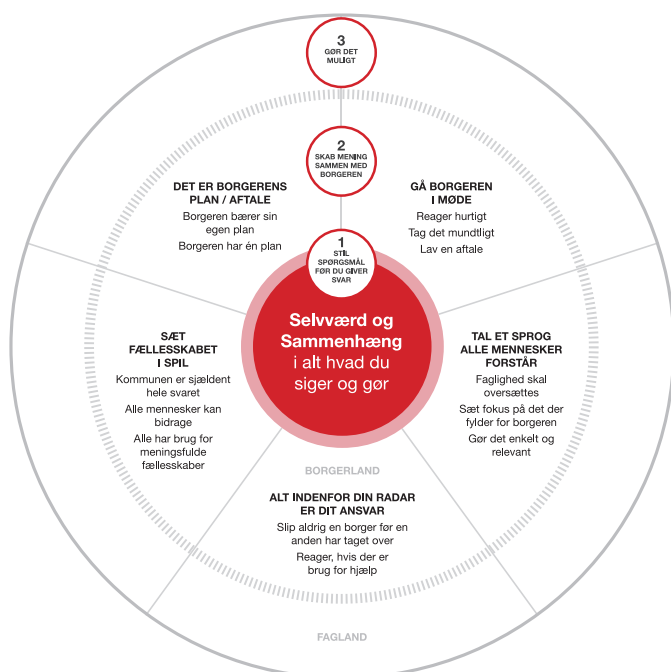 3
GØR DET
MULIGT
2
SKAB MENING
SAMMEN MED
BORGEREN
1
STIL
SPØRGSMÅL
FØR DU GIVER
SVAR
Selvværd og
Sammenhæng
i alt hvad du
siger og gør
GÅ BORGEREN
I MØDE
Reager hurtigt
Tag det mundtligt
Lav en aftale
TAL ET SPROG
ALLE MENNESKER
FORSTÅR
Faglighed skal
oversættes
Sæt fokus på det der
fylder for borgeren
Gør det enkelt og
relevant
BORGERLAND
ALT INDENFOR DIN RADAR
ER DIT ANSVAR
Slip aldrig en borger før en
anden har taget over
Reager, hvis der er
brug for hjælp
SÆT
FÆLLESSKABET
I SPIL
Kommunen er sjældent
hele svaret
Alle mennesker kan
bidrage
Alle har brug for
meningsfulde
fællesskaber
DET ER BORGERENS
PLAN / AFTALE
Borgeren bærer sin
egen plan
Borgeren har én plan
FAGLAND